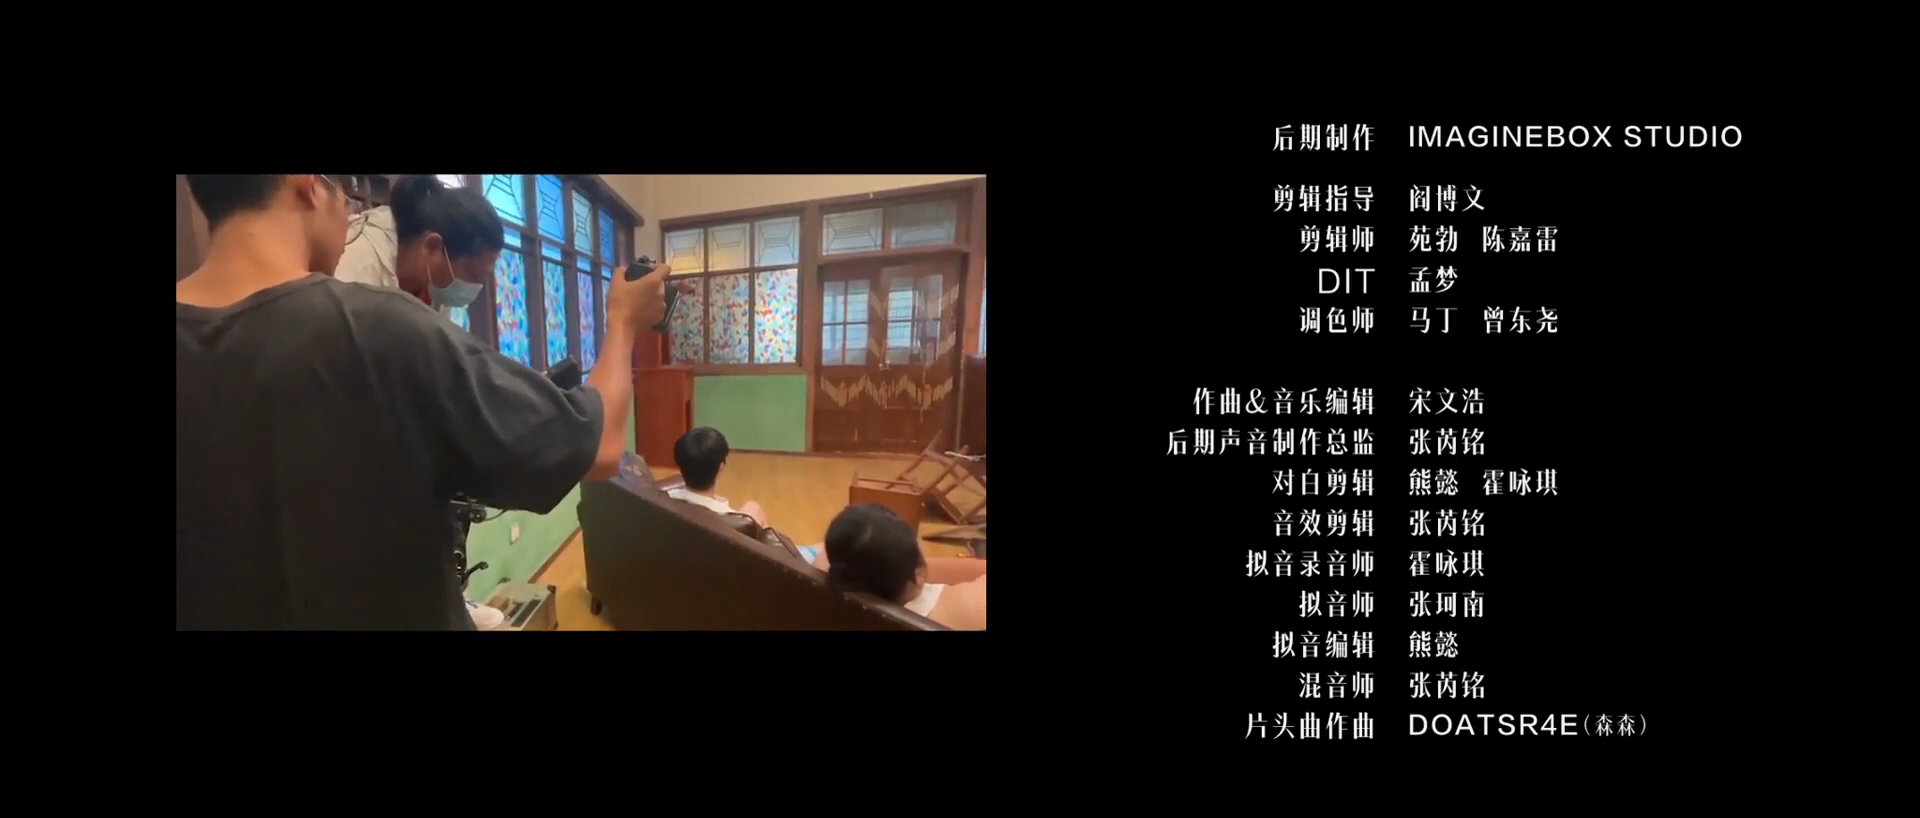 后期制作 IMAGINEBOX STUDIO
剪辑指导 阎博文
剪辑师 苑勃 陈嘉雷
DIT 孟梦
调色师 马丁 曾东尧
作曲&音乐编辑 宋文浩
后期声音制作总监 张芮铭
对白剪辑 熊懿 霍咏琪
音效剪辑 张芮铭
拟音录音师 霍咏琪
拟音师 张珂南
拟音编辑 熊懿
混音师 张芮铭
片头曲作曲 DOATSR4E(森森)